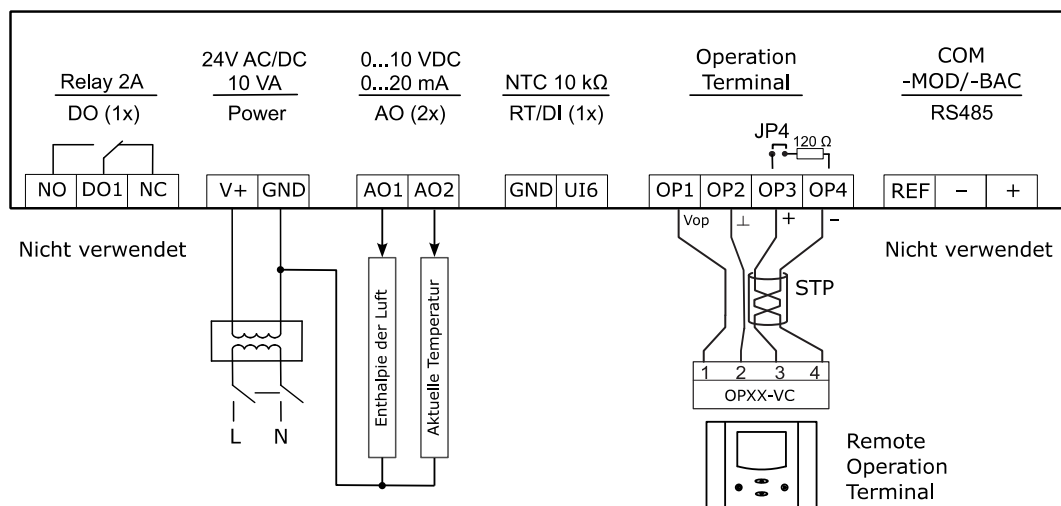 24V AC/DC
10 VA
Power
0...10 VDC
0...20 mA
AO (2x)
Relay 2A
DO (1x)
NTC 10 kΩ
RT/DI (1x)
Operation
Terminal
COM
-MOD/-BAC
RS485
JP4
120 Ω
NO DO1 NC
V+ GND
AO1 AO2
GND UI6
OP1 OP2 OP3 OP4
REF − +
Nicht verwendet
Vop ⊥ + −
Nicht verwendet
STP
Enthalpie der Luft
Aktuelle Temperatur
1 2 3 4
OPXX-VC
L N
Remote
Operation
Terminal